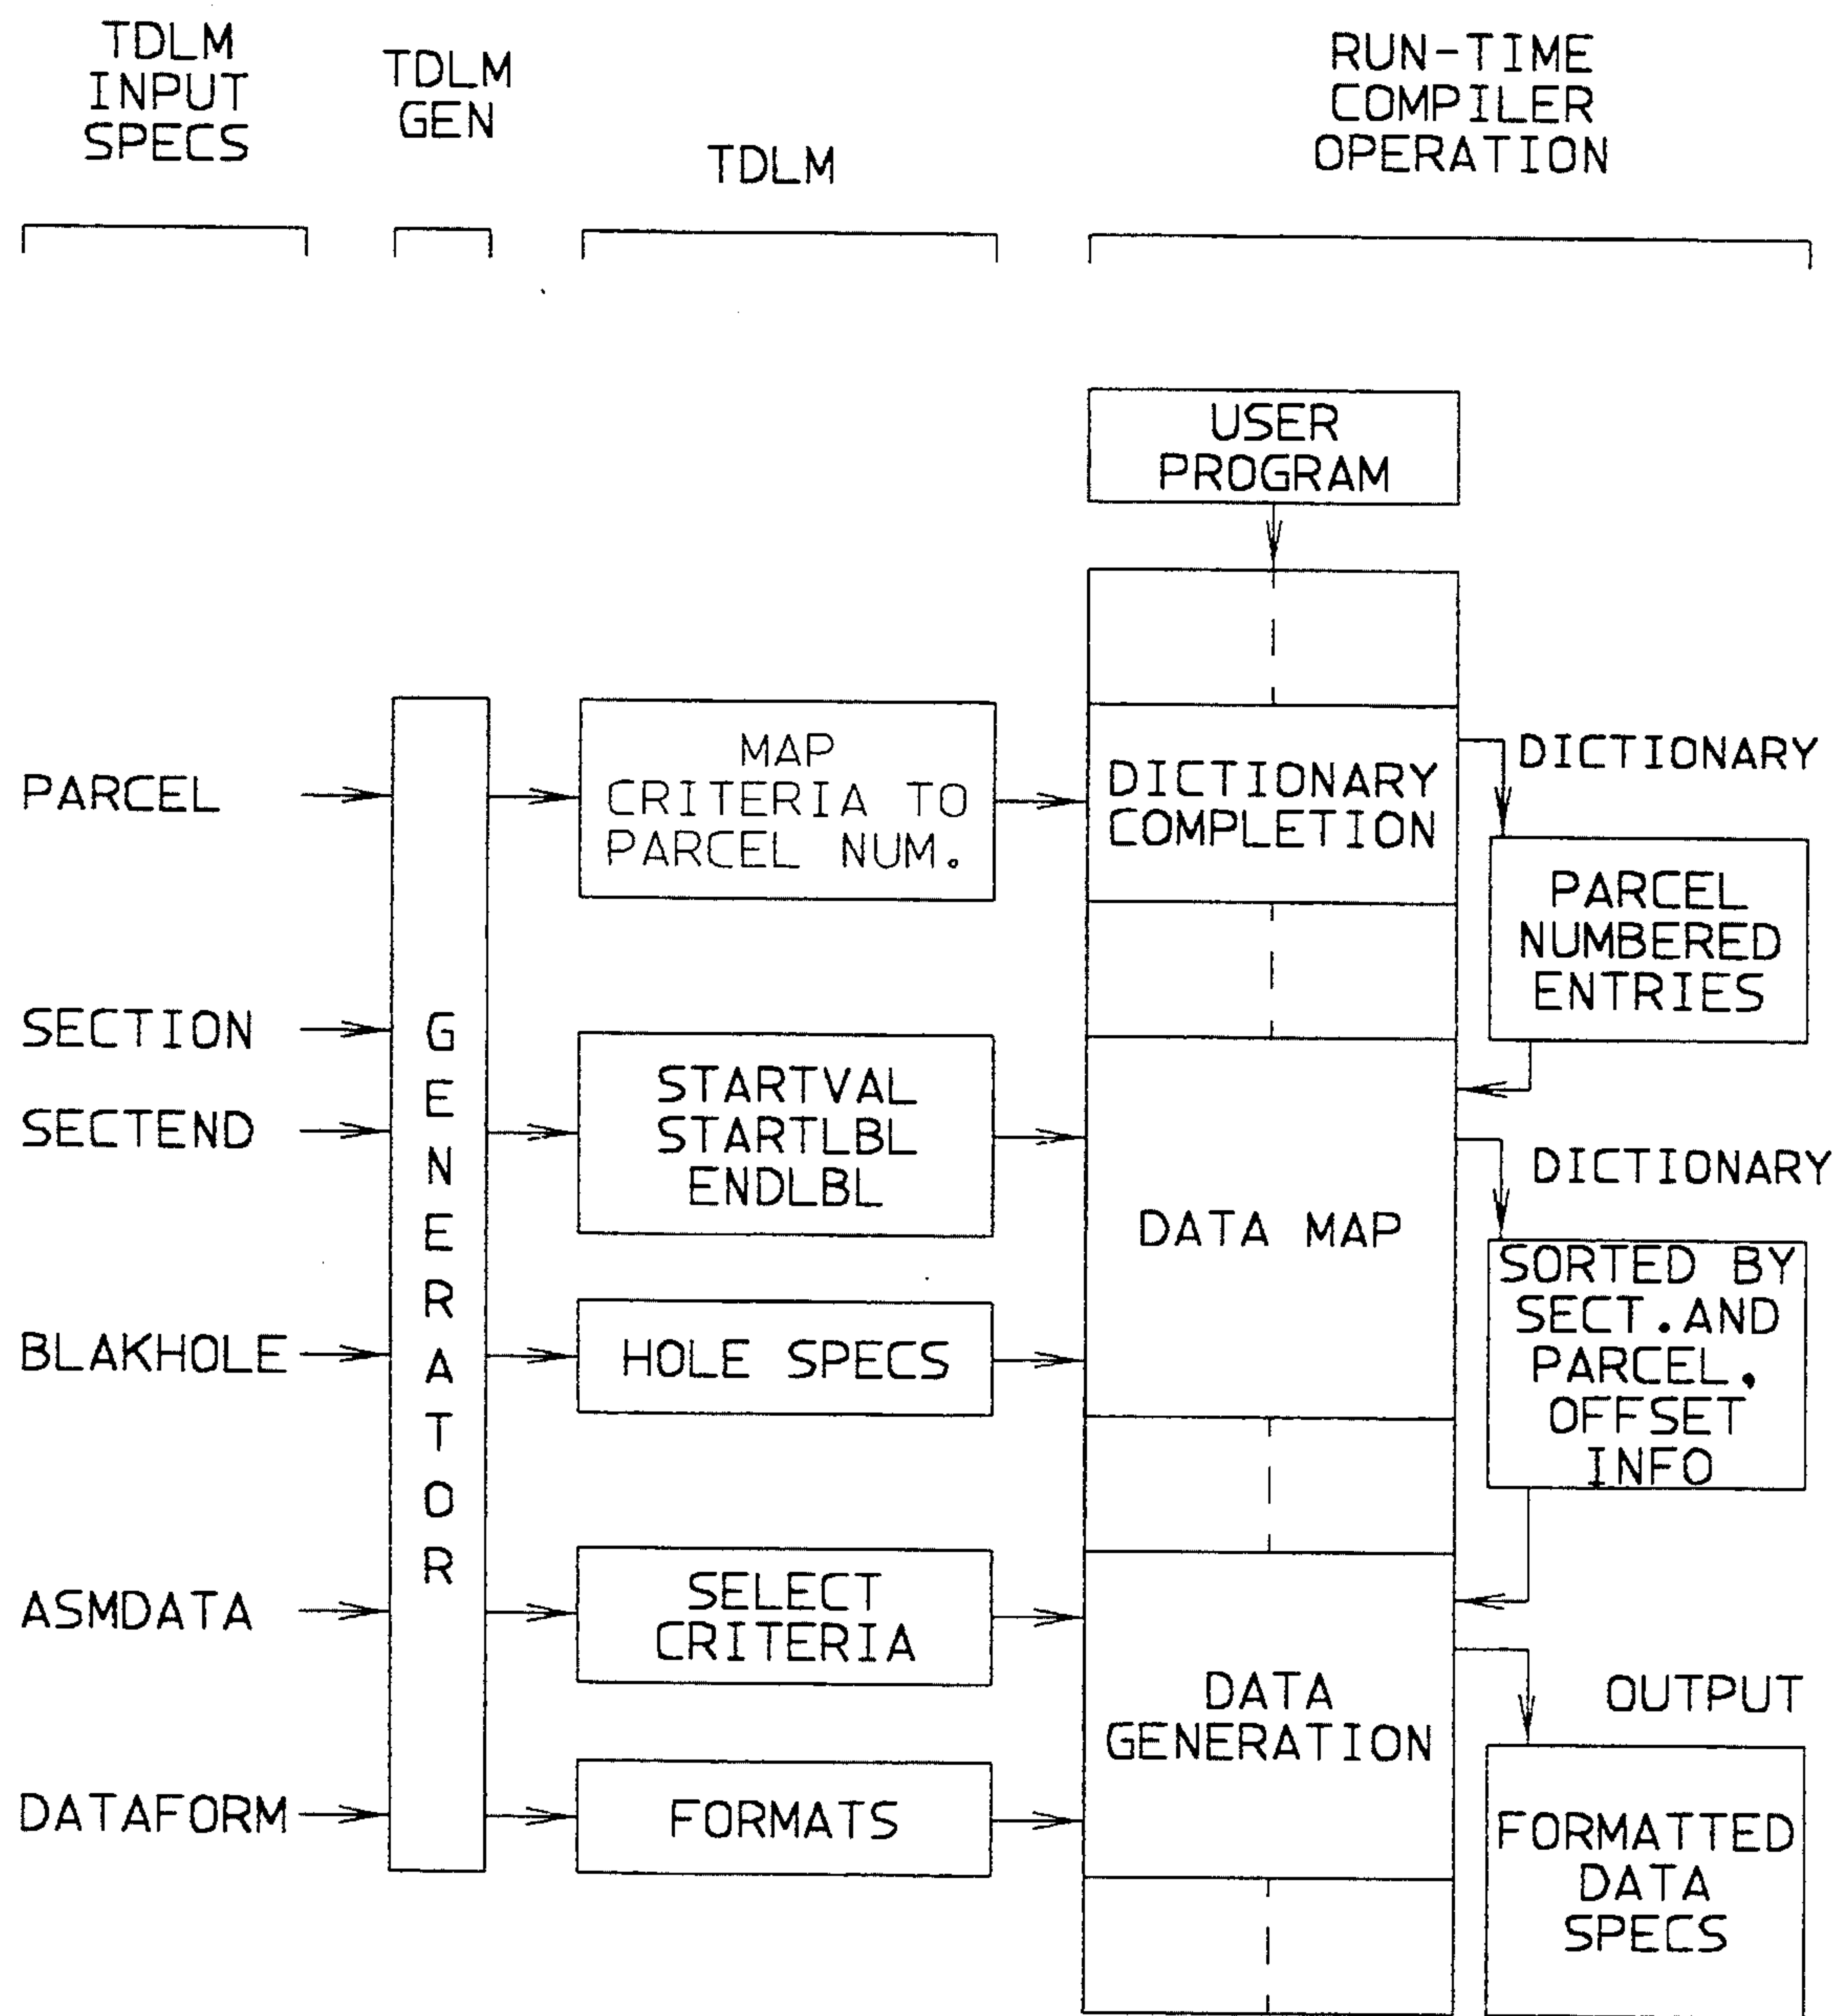 TDLM
INPUT
SPECS
TDLM
GEN
TDLM
RUN-TIME
COMPILER
OPERATION
USER
PROGRAM
PARCEL
SECTION
SECTEND
BLAKHOLE
ASMDATA
DATAFORM
GENERATOR
MAP
CRITERIA TO
PARCEL NUM.
STARTVAL
STARTLBL
ENDLBL
HOLE SPECS
SELECT
CRITERIA
FORMATS
DICTIONARY
COMPLETION
DATA MAP
DATA
GENERATION
DICTIONARY
PARCEL
NUMBERED
ENTRIES
DICTIONARY
SORTED BY
SECT.AND
PARCEL.
OFFSET
INFO
OUTPUT
FORMATTED
DATA
SPECS